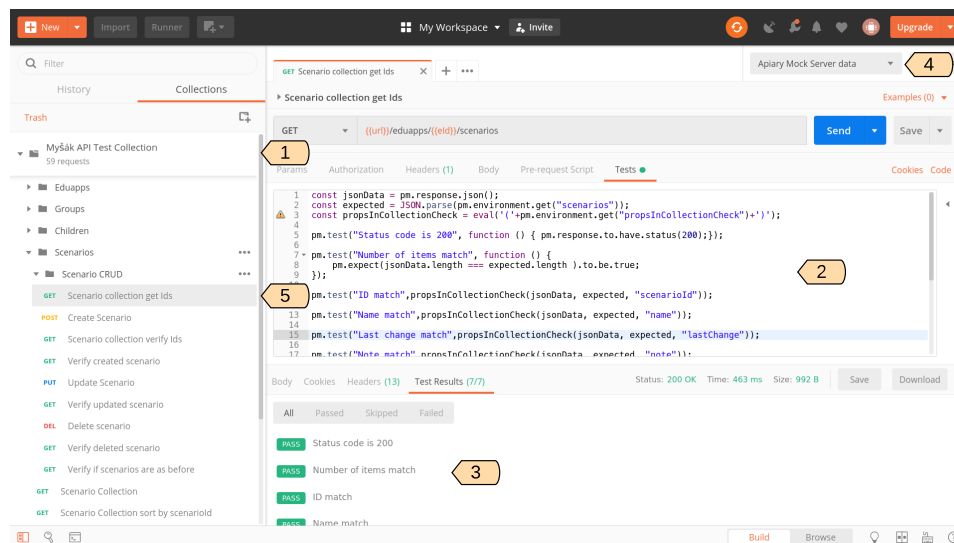 New Import Runner My Workspace Invite Upgrade
Filter
History Collections
Trash
Myšák API Test Collection
59 requests
1
Eduapps
Groups
Children
Scenarios
Scenario CRUD
GET Scenario collection get Ids
5
POST Create Scenario
GET Scenario collection verify Ids
GET Verify created scenario
PUT Update Scenario
GET Verify updated scenario
DEL Delete scenario
GET Verify deleted scenario
GET Verify if scenarios are as before
GET Scenario Collection
GET Scenario Collection sort by scenarioId
GET Scenario collection get Ids
Apiary Mock Server data
4
Scenario collection get Ids Examples (0)
GET {{url}}/eduapps/{{eId}}/scenarios Send Save
Params Authorization Headers (1) Body Pre-request Script Tests Cookies Code
1 const jsonData = pm.response.json();
2 const expected = JSON.parse(pm.environment.get("scenarios"));
3 const propsInCollectionCheck = eval('('+pm.environment.get("propsInCollectionCheck")+')');
4
5 pm.test("Status code is 200", function () { pm.response.to.have.status(200;});
6
7 pm.test("Number of items match", function () {
8 pm.expect(jsonData.length === expected.length ).to.be.true;
9 });
2
pm.test("ID match",propsInCollectionCheck(jsonData, expected, "scenarioId"));
13 pm.test("Name match",propsInCollectionCheck(jsonData, expected, "name"));
14
15 pm.test("Last change match",propsInCollectionCheck(jsonData, expected, "lastChange"));
16
17 pm.test("Note match",propsInCollectionCheck(jsonData, expected, "note"));
Body Cookies Headers (13) Test Results (7/7) Status: 200 OK Time: 463 ms Size: 992 B Save Download
All Passed Skipped Failed
PASS Status code is 200
PASS Number of items match
3
PASS ID match
PASS Name match
Build Browse